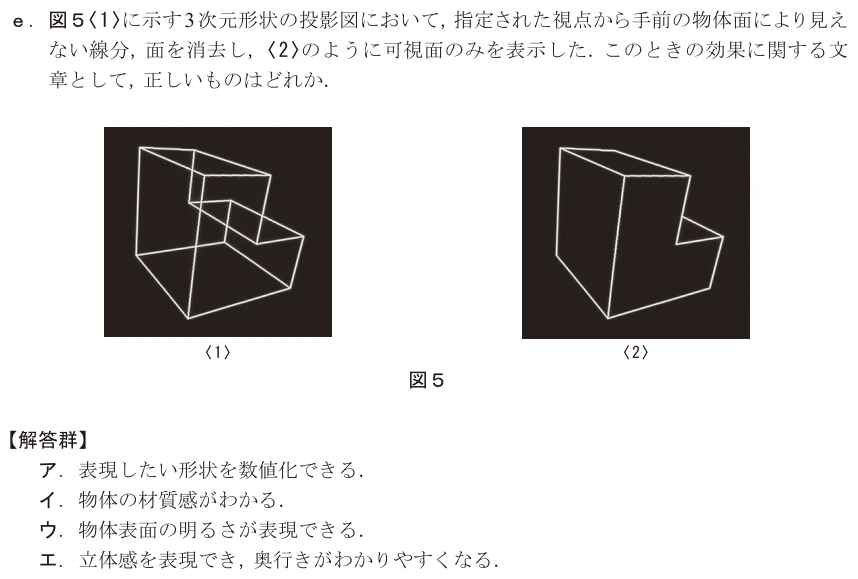 e．図５〈1〉に示す3次元形状の投影図において，指定された視点から手前の物体面により見え
ない線分，面を消去し，〈2〉のように可視面のみを表示した．このときの効果に関する文
章として，正しいものはどれか．
〈1〉
〈2〉
図５
【解答群】
ア．表現したい形状を数値化できる．
イ．物体の材質感がわかる．
ウ．物体表面の明るさが表現できる．
エ．立体感を表現でき，奥行きがわかりやすくなる．